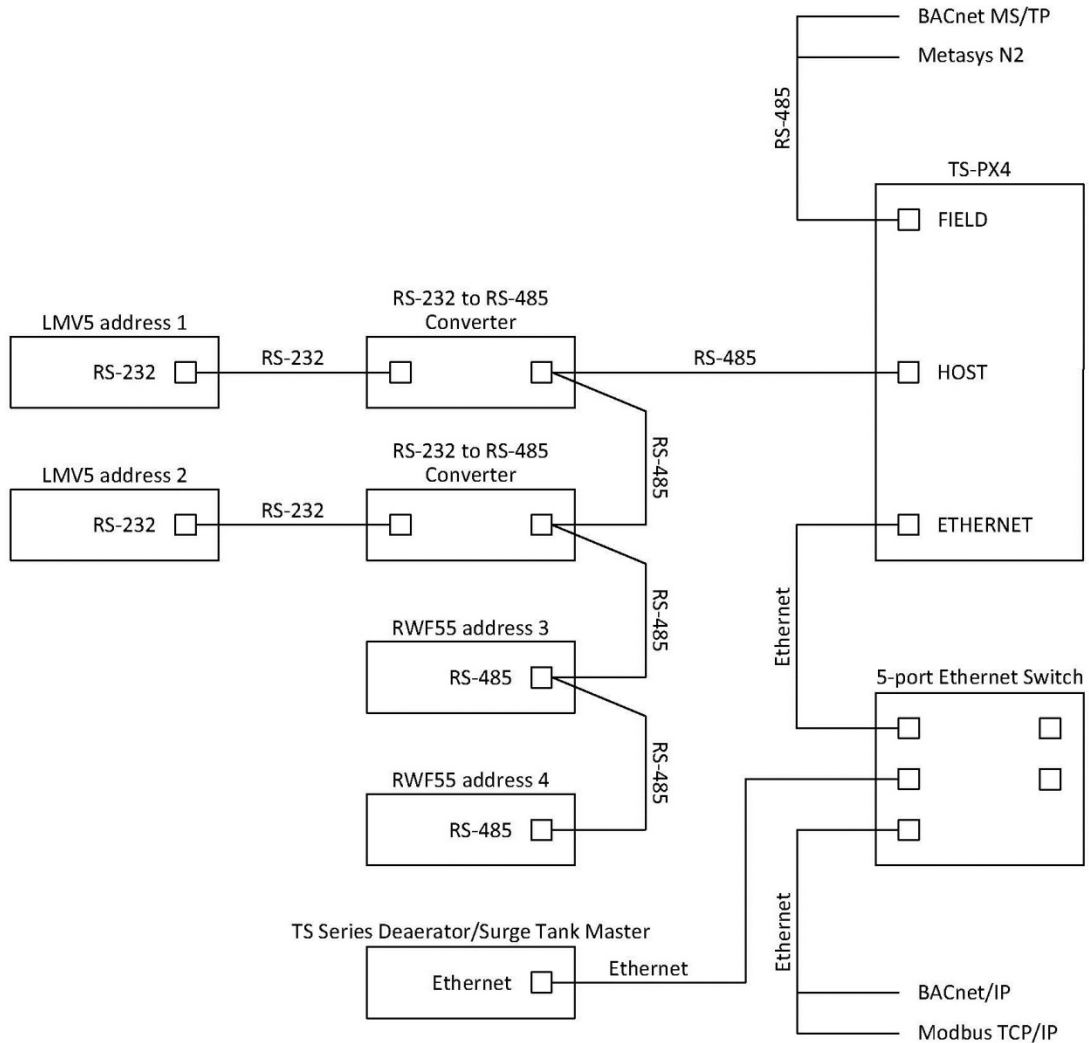 BACnet MS/TP
Metasys N2
RS-485
TS-PX4
FIELD
RS-232 to RS-485
Converter
LMV5 address 1
RS-232
RS-232
RS-485
HOST
RS-485
RS-232 to RS-485
Converter
LMV5 address 2
RS-232
RS-232
ETHERNET
RS-485
Ethernet
RWF55 address 3
RS-485
5-port Ethernet Switch
RS-485
RWF55 address 4
RS-485
TS Series Deaerator/Surge Tank Master
Ethernet
Ethernet
Ethernet
BACnet/IP
Modbus TCP/IP